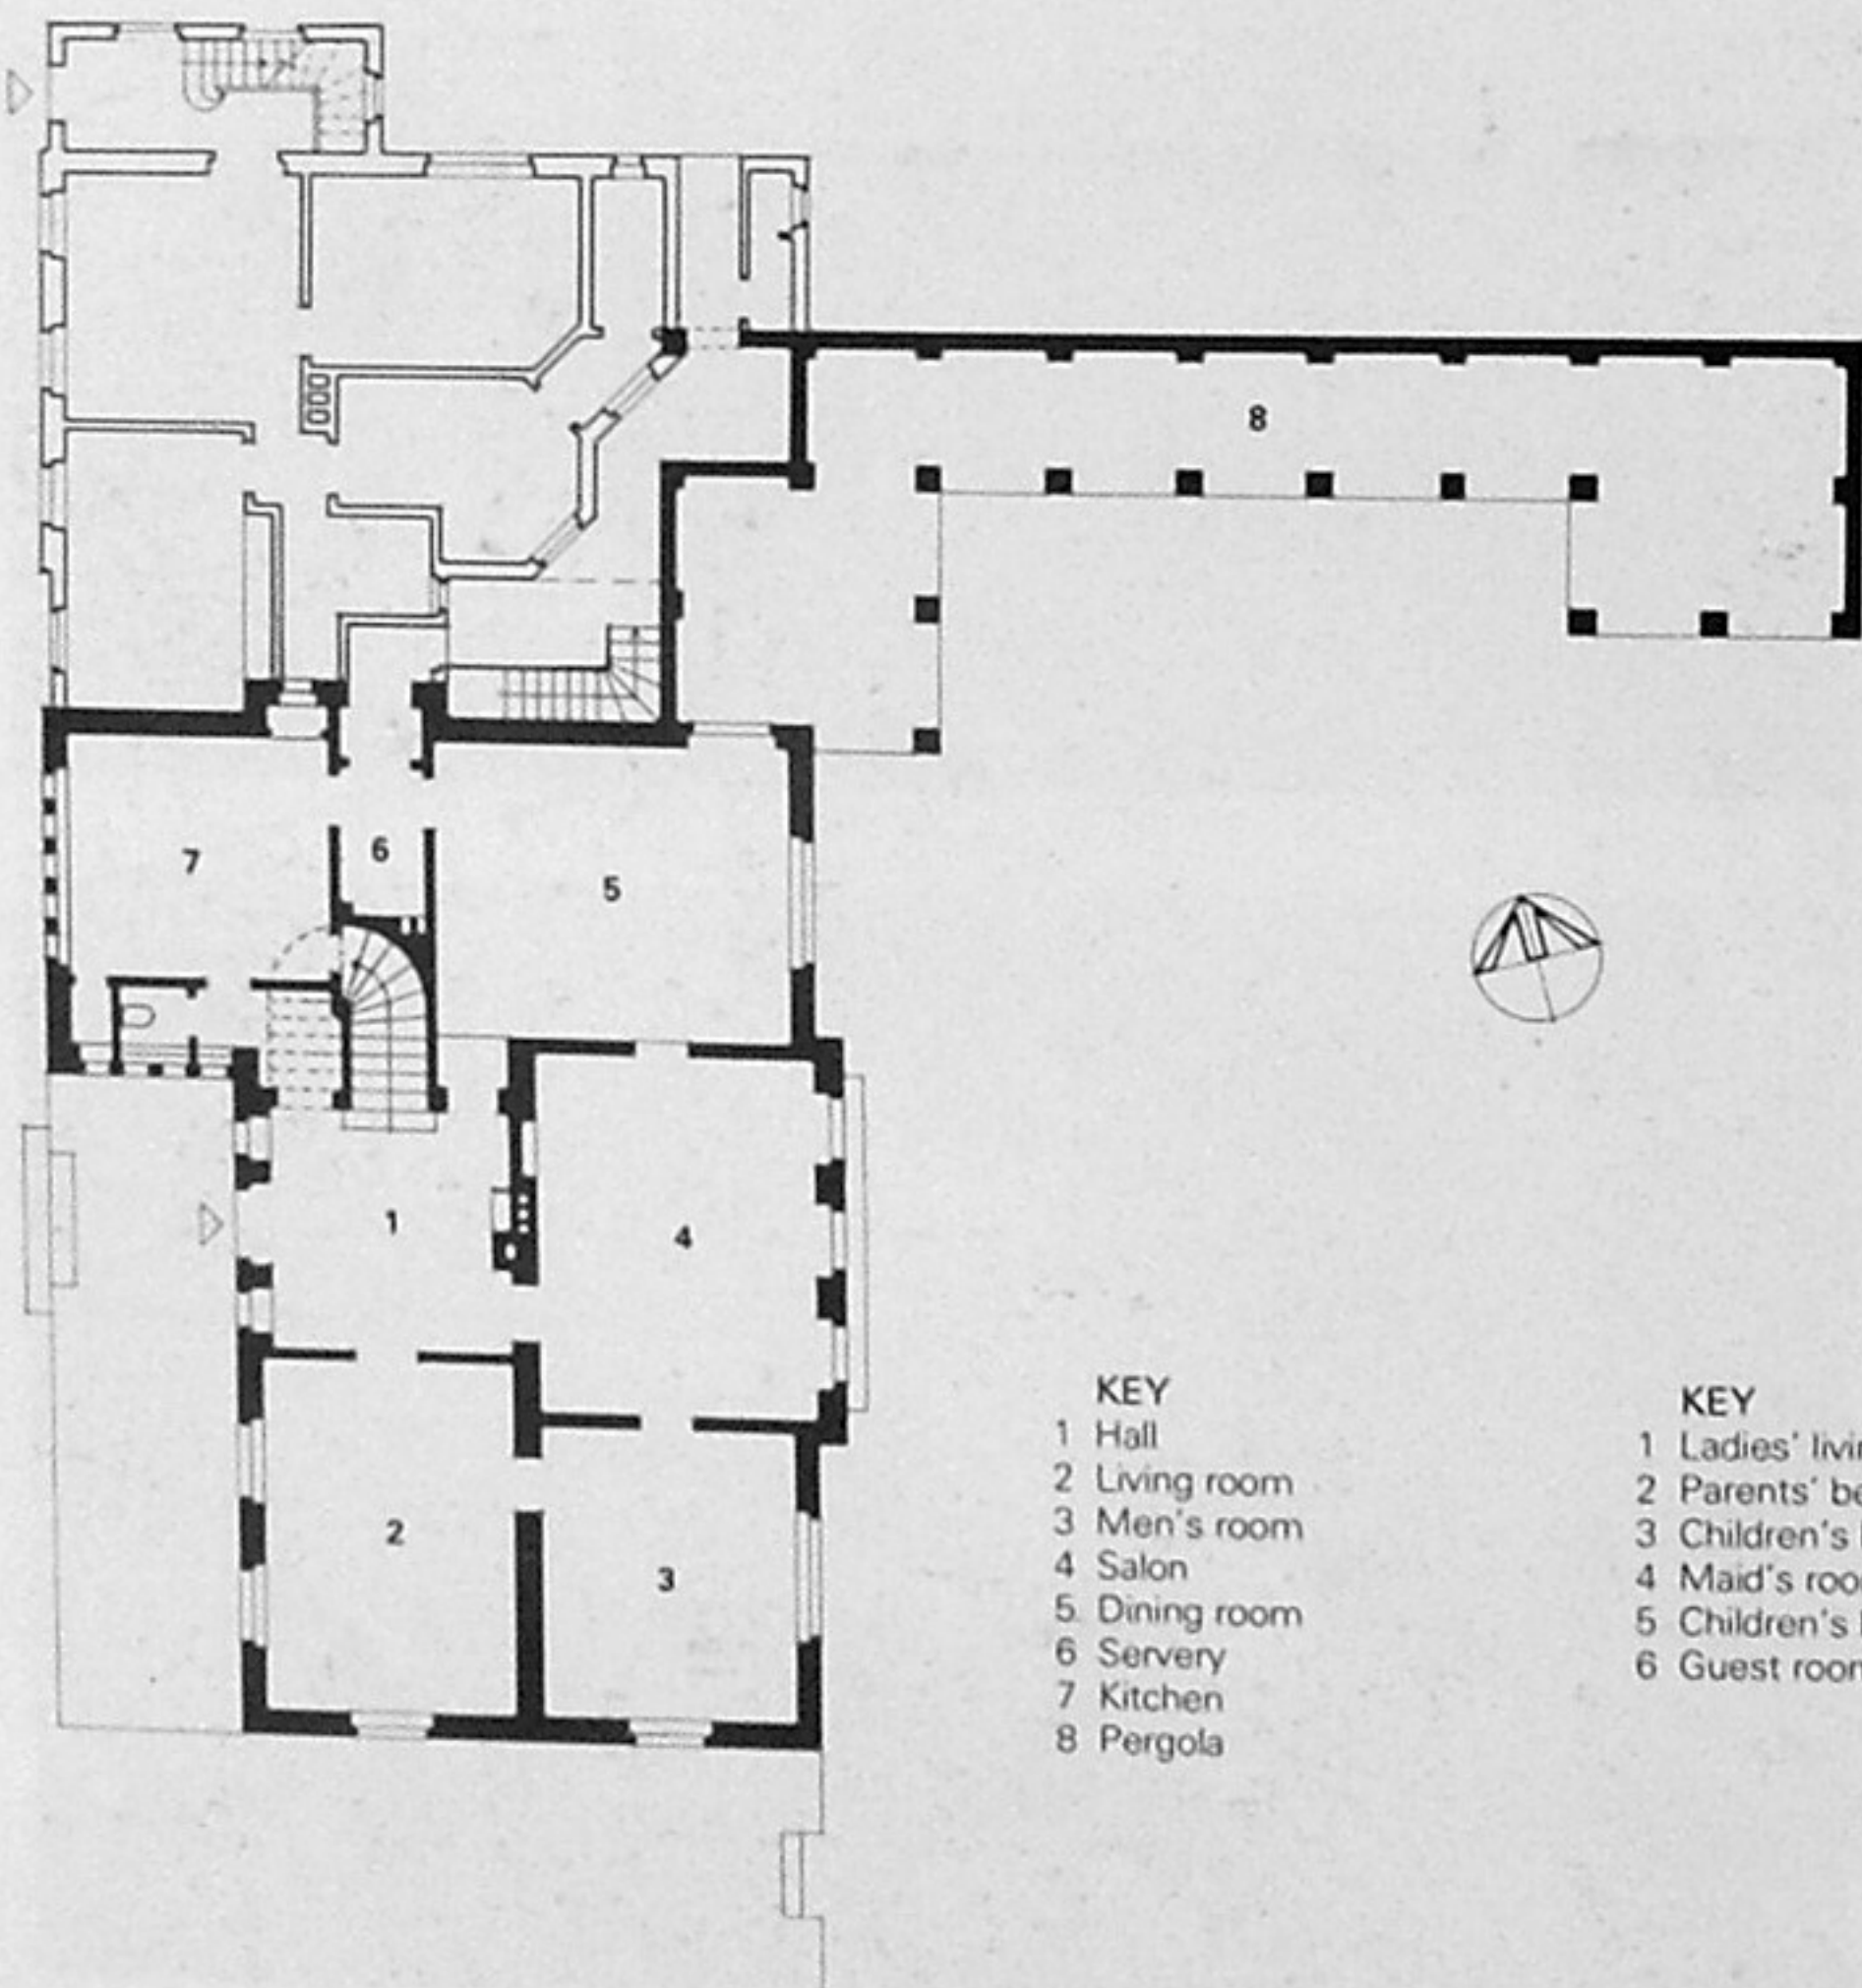 8
7
6
5
1
4
2
3
KEY
1 Hall
2 Living room
3 Men's room
4 Salon
5. Dining room
6 Servery
7 Kitchen
8 Pergola
KEY
1 Ladies'
2 Parents'
3 Children's
4 Maid's
5 Children's
6 Guest